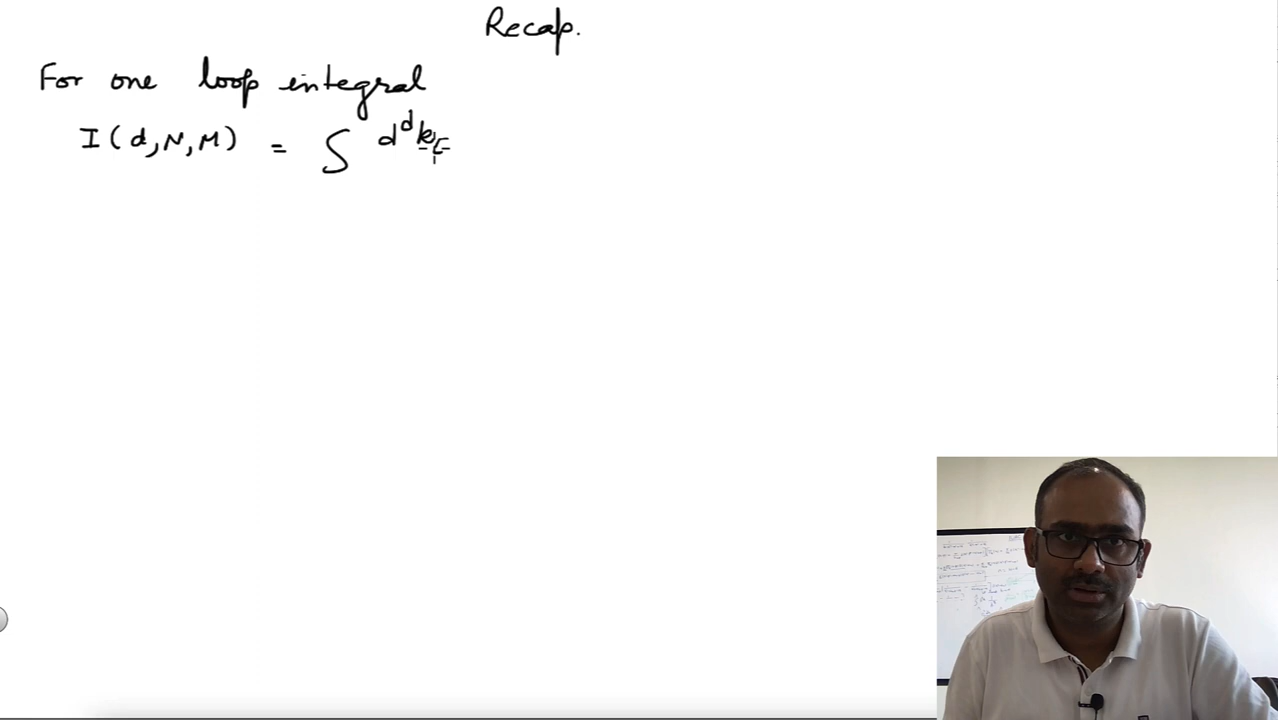 Recap.
For one loop integral
I(d,N,M) = ∫ d^d k_E